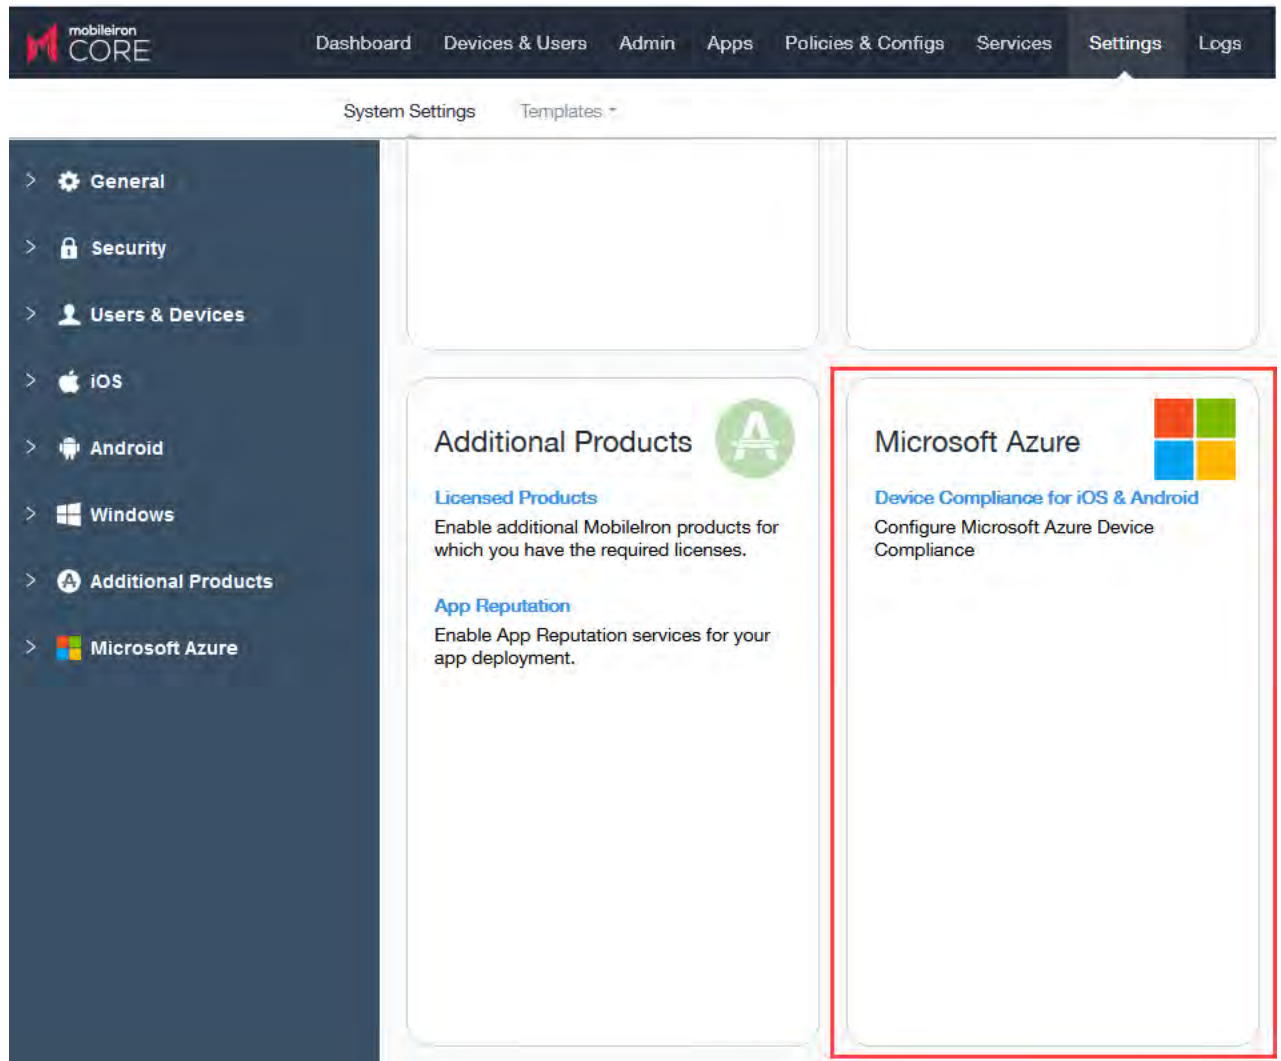 mobileiron
CORE
Dashboard Devices & Users Admin Apps Policies & Configs Services Settings Logs
System Settings Templates
General
Security
Users & Devices
iOS
Android
Windows
Additional Products
Microsoft Azure
Additional Products
Licensed Products
Enable additional MobileIron products for
which you have the required licenses.
App Reputation
Enable App Reputation services for your
app deployment.
Microsoft Azure
Device Compliance for iOS & Android
Configure Microsoft Azure Device
Compliance